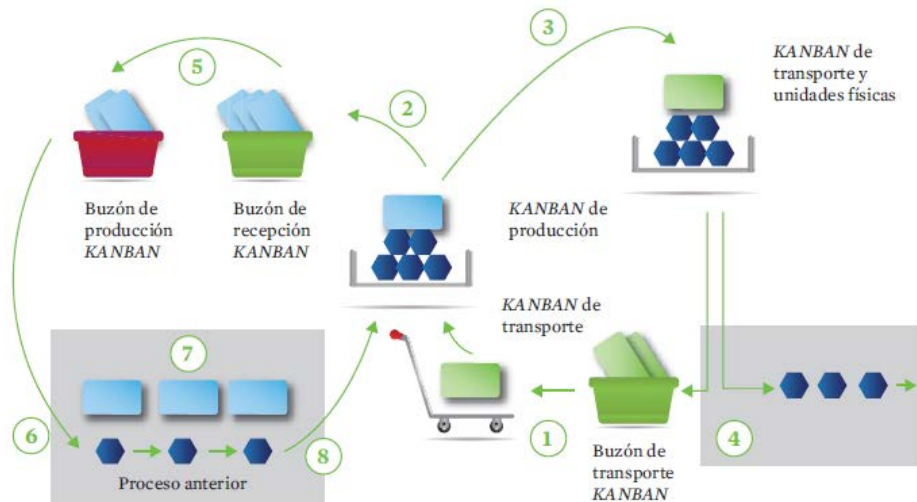 3
KANBAN de
transporte y
unidades físicas
5
2
Buzón de
producción
KANBAN
Buzón de
recepción
KANBAN
KANBAN de
producción
KANBAN de
transporte
7
6
8
1
4
Proceso anterior
Buzón de
transporte
KANBAN